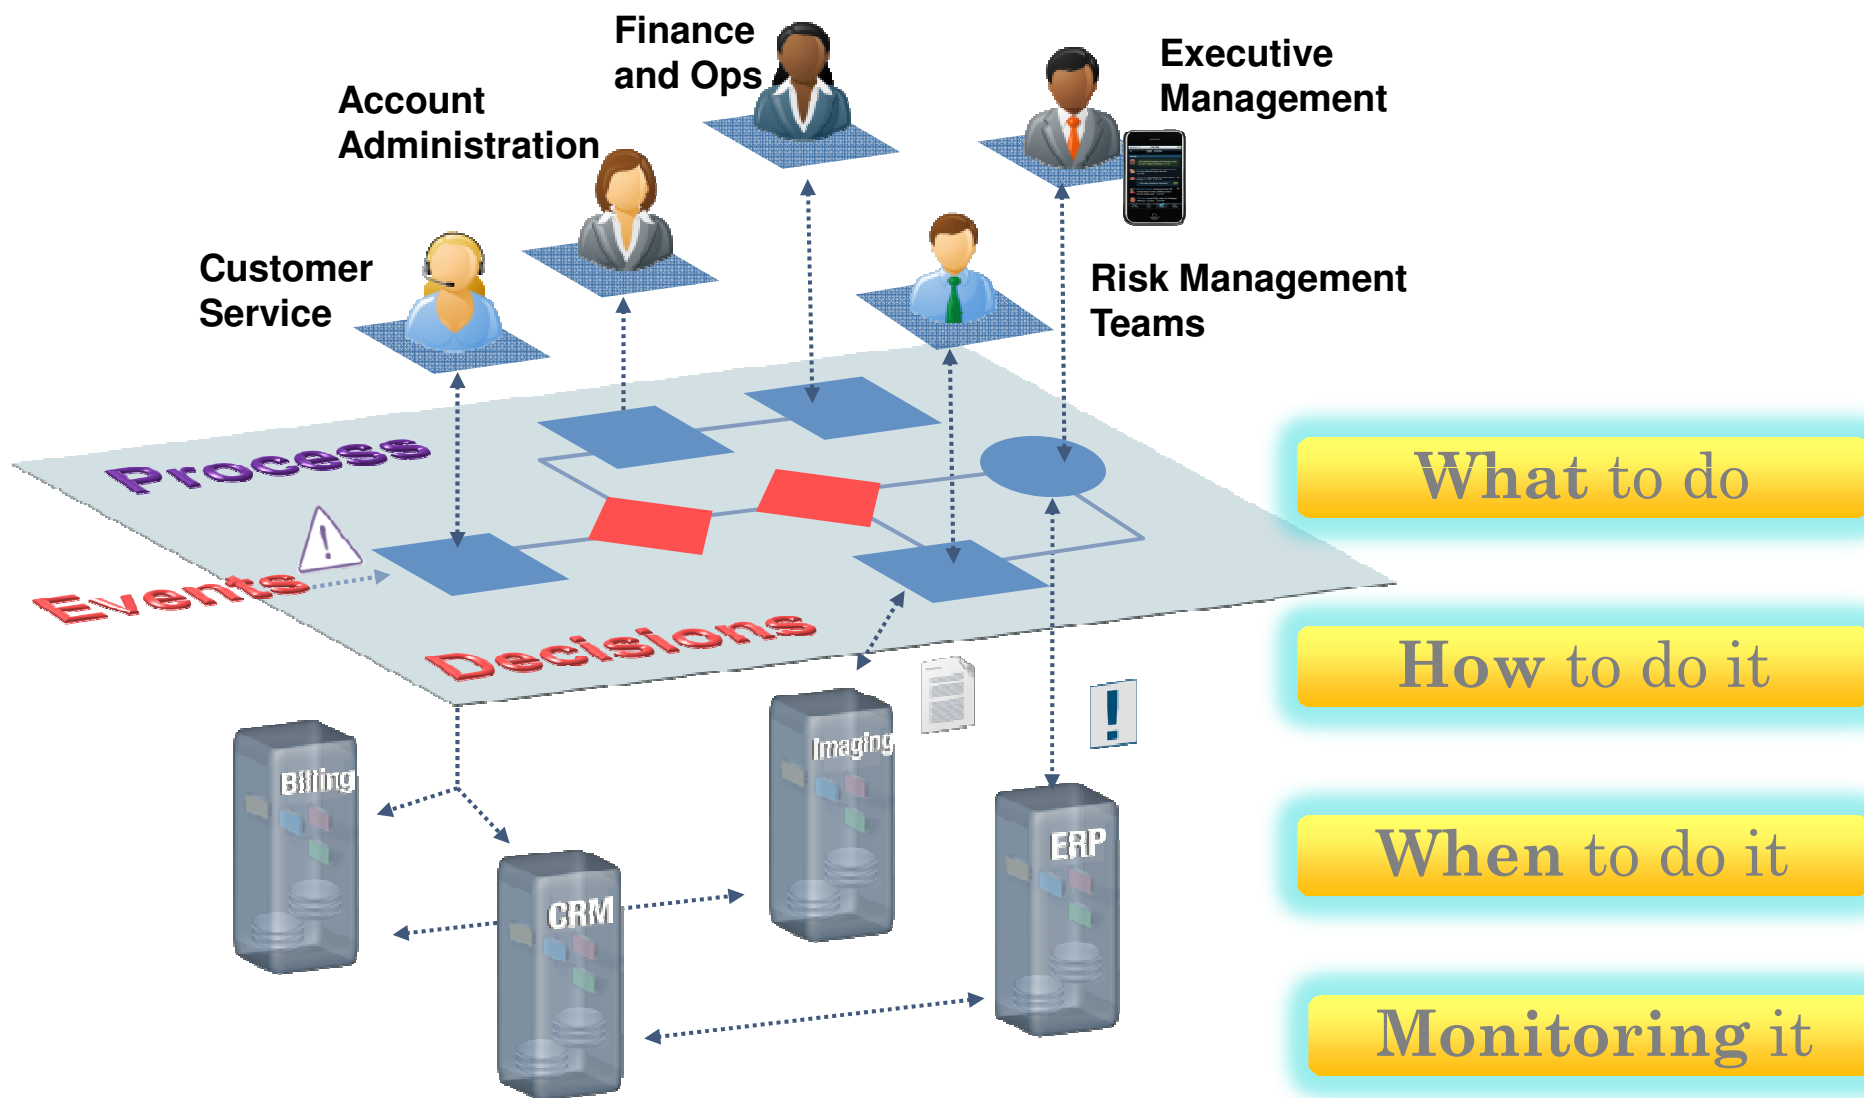 Finance
and Ops
Executive
Management
Account
Administration
Customer
Service
Risk Management
Teams
Process
Events
Decisions
What to do
How to do it
When to do it
Monitoring it
Billing
Imaging
CRM
ERP
!